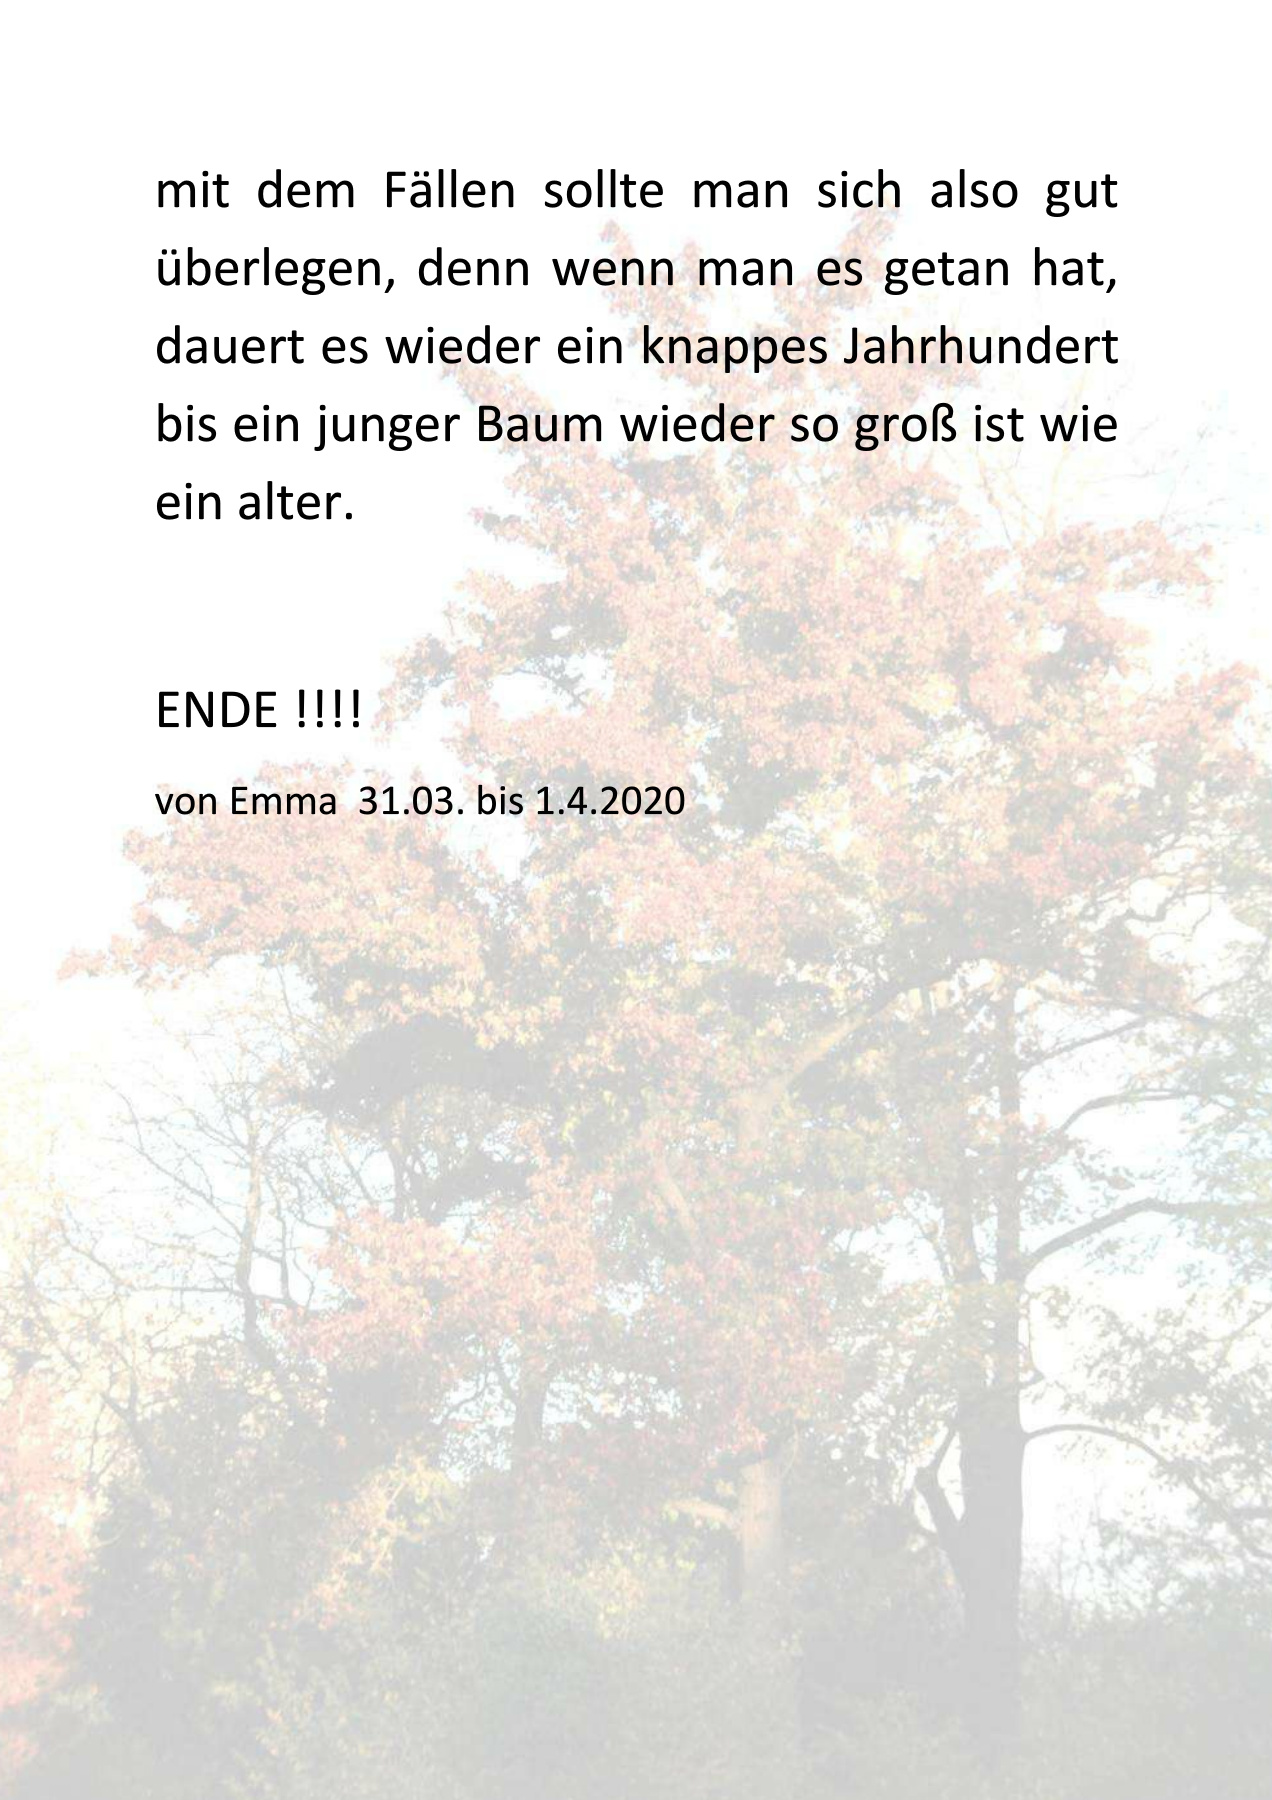 mit dem Fällen sollte man sich also gut
überlegen, denn wenn man es getan hat,
dauert es wieder ein knappes Jahrhundert
bis ein junger Baum wieder so groß ist wie
ein alter.
ENDE !!!!
von Emma  31.03. bis 1.4.2020